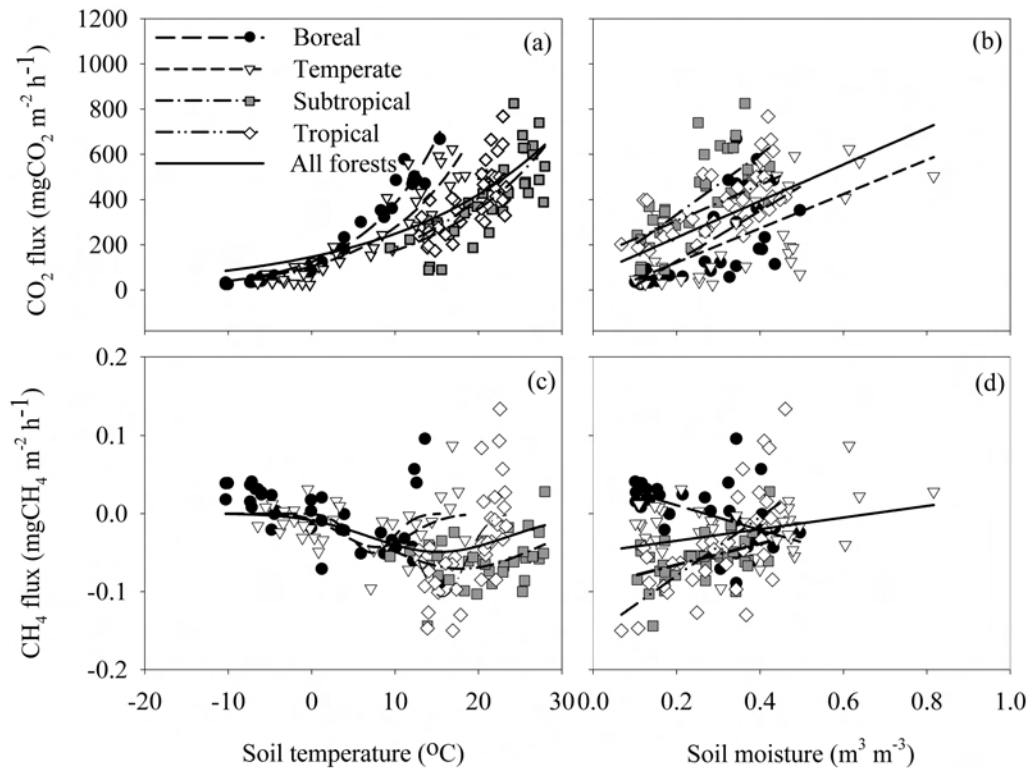 1200
1000
800
600
400
200
0
CO2 flux (mgCO2 m-2 h-1)
(a)
Boreal
Temperate
Subtropical
Tropical
All forests
(b)
0.2
0.1
0.0
-0.1
-0.2
CH4 flux (mgCH4 m-2 h-1)
(c)
(d)
-20 -10 0 10 20 30
0.0 0.2 0.4 0.6 0.8 1.0
Soil temperature (ºC)
Soil moisture (m3 m-3)